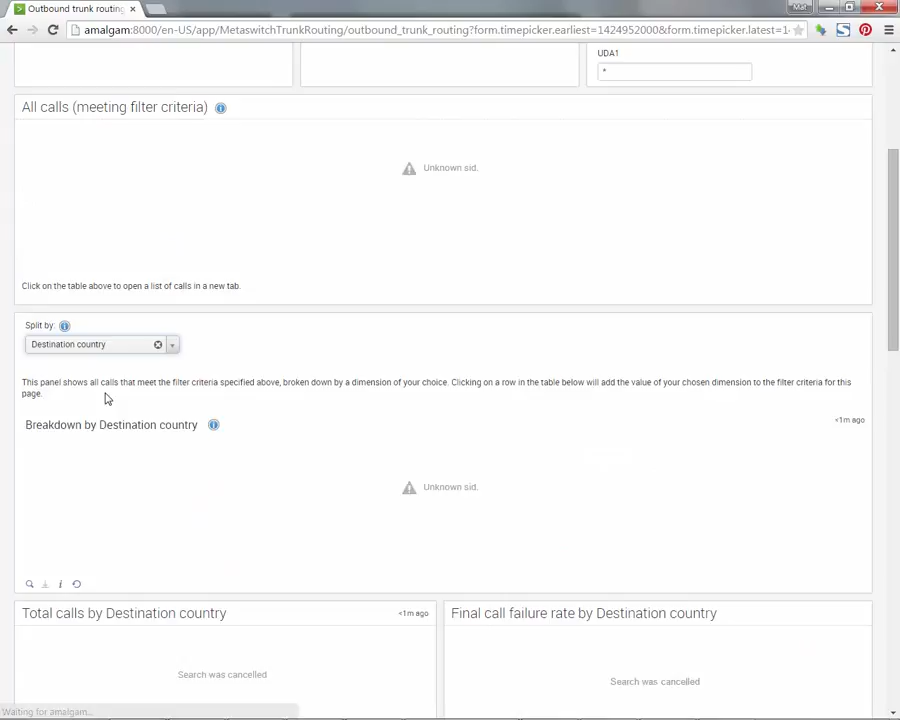 Outbound trunk routing
Mat
amalgam:8000/en-US/app/MetaswitchTrunkRouting/outbound_trunk_routing?form.timepicker.earliest=1424952000&form.timepicker.latest=1
UDA1
*
All calls (meeting filter criteria)
Unknown sid.
Click on the table above to open a list of calls in a new tab.
Split by:
Destination country
This panel shows all calls that meet the filter criteria specified above, broken down by a dimension of your choice. Clicking on a row in the table below will add the value of your chosen dimension to the filter criteria for this
page.
Breakdown by Destination country
<1m ago
Unknown sid.
Total calls by Destination country
<1m ago
Final call failure rate by Destination country
Search was cancelled
Search was cancelled
Waiting for amalgam...